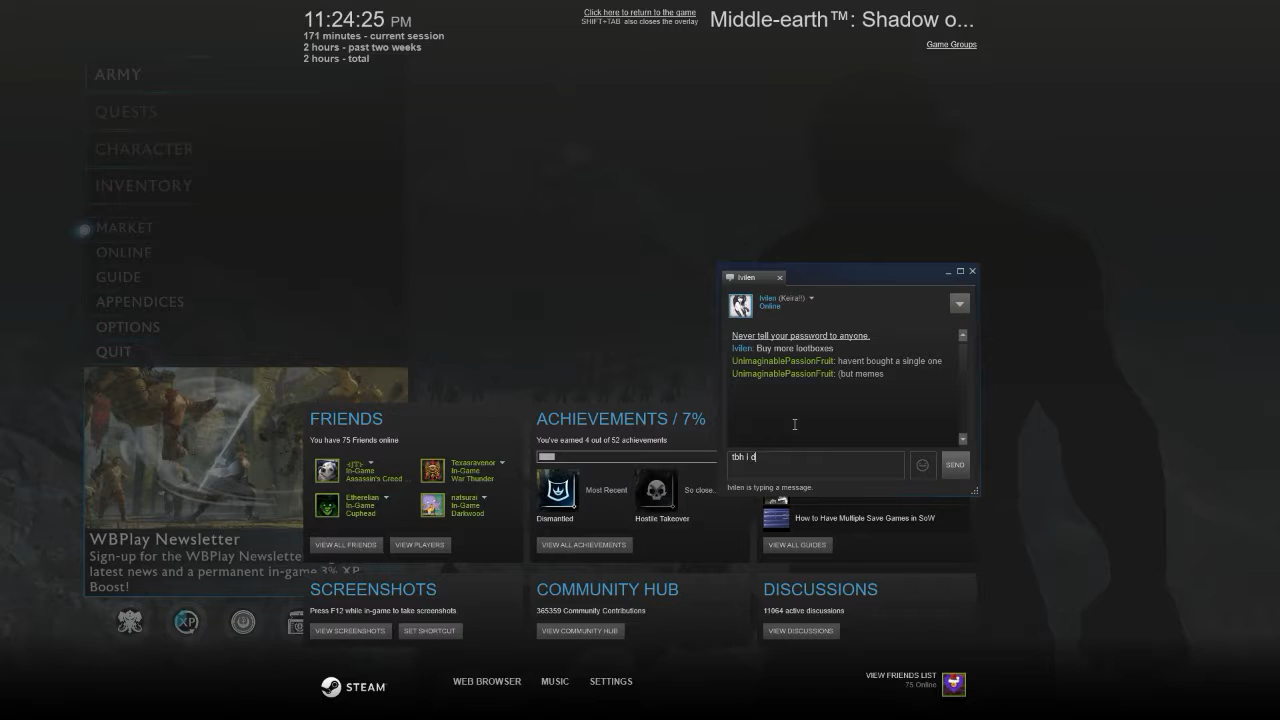 11:24:25 PM
171 minutes - current session
2 hours - past two weeks
2 hours - total
Click here to return to the game
SHIFT+TAB also closes the overlay
Middle-earth™: Shadow o...
Game Groups
ARMY
QUESTS
CHARACTER
INVENTORY
MARKET
ONLINE
GUIDE
APPENDICES
OPTIONS
QUIT
WBPlay Newsletter
Sign-up for the WBPlay Newsletter
latest news and a permanent in-game 3% XP
Boost!
XP
Ivilen
Ivilen (Keira!!)
Online
Never tell your password to anyone.
Ivilen: Buy more lootboxes
UnimaginablePassionFruit: havent bought a single one
UnimaginablePassionFruit: (but memes
tbh I d
SEND
Ivilen is typing a message.
FRIENDS
You have 75 Friends online
In-Game
Assassin's Creed ...
Texasravenor
In-Game
War Thunder
Etherelian
In-Game
Cuphead
natsurai
In-Game
Darkwood
VIEW ALL FRIENDS
VIEW PLAYERS
ACHIEVEMENTS / 7%
You've earned 4 out of 52 achievements
Most Recent
So close...
Dismantled
Hostile Takeover
VIEW ALL ACHIEVEMENTS
How to Have Multiple Save Games in SoW
VIEW ALL GUIDES
SCREENSHOTS
Press F12 while in-game to take screenshots
VIEW SCREENSHOTS
SET SHORTCUT
COMMUNITY HUB
365359 Community Contributions
VIEW COMMUNITY HUB
DISCUSSIONS
11064 active discussions
VIEW DISCUSSIONS
STEAM
WEB BROWSER
MUSIC
SETTINGS
VIEW FRIENDS LIST
75 Online